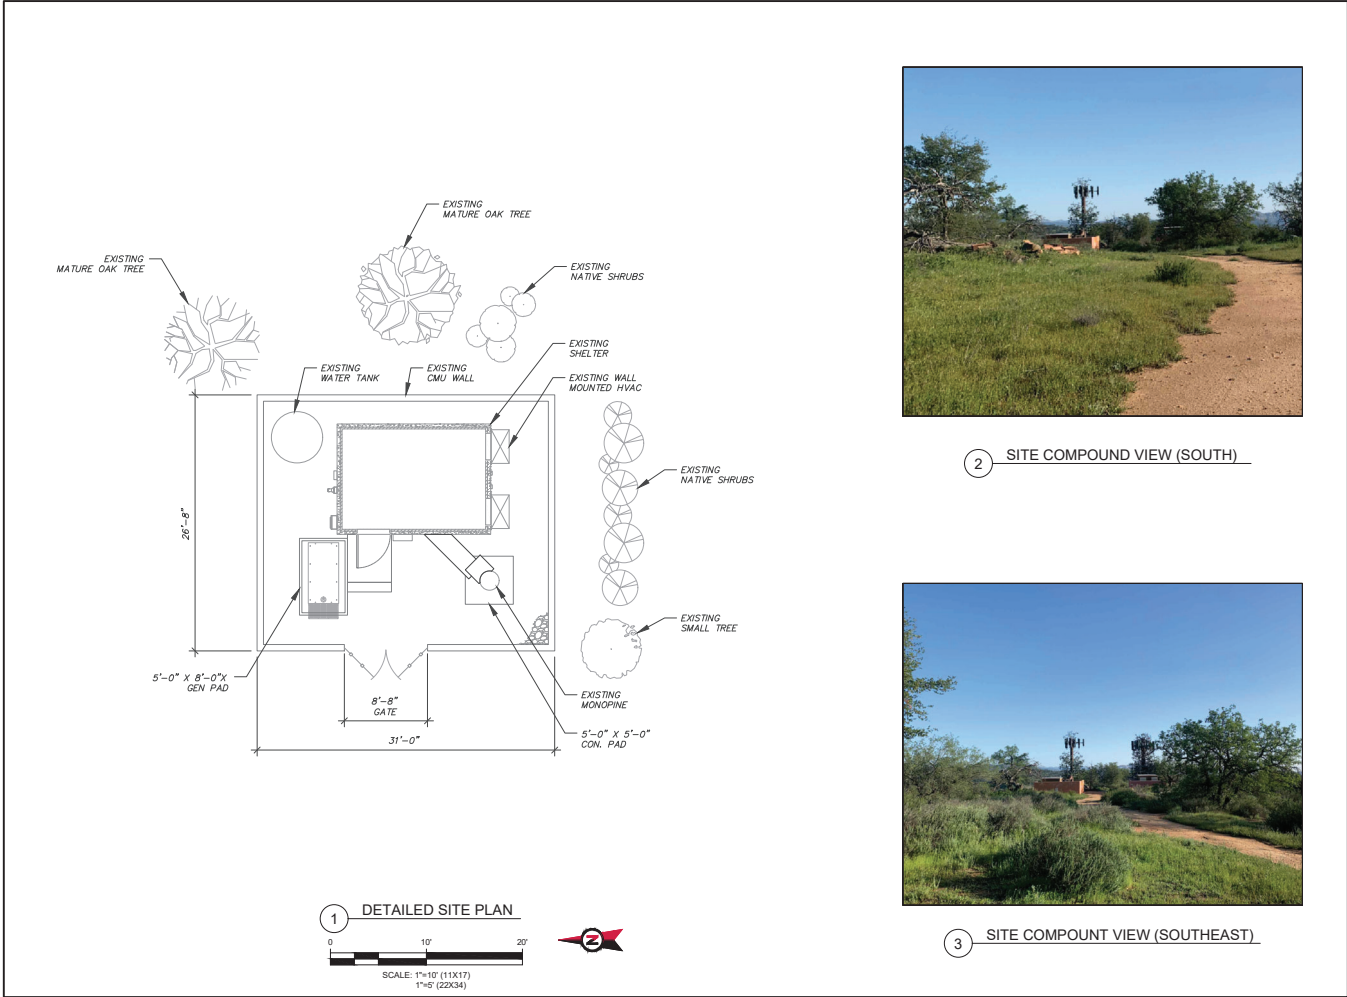 EXISTING
MATURE OAK TREE
EXISTING
MATURE OAK TREE
EXISTING
NATIVE SHRUBS
EXISTING
SHELTER
EXISTING
WATER TANK
EXISTING
CMU WALL
EXISTING WALL
MOUNTED HVAC
EXISTING
NATIVE SHRUBS
26'-8"
EXISTING
SMALL TREE
5'-0" X 8'-0"X
GEN PAD
8'-8"
GATE
EXISTING
MONOPINE
31'-0"
5'-0" X 5'-0"
CON. PAD
1 DETAILED SITE PLAN
0 10' 20'
SCALE: 1"=10' (11X17)
1"=5' (22X34)
Z
2 SITE COMPOUND VIEW (SOUTH)
3 SITE COMPOUNT VIEW (SOUTHEAST)